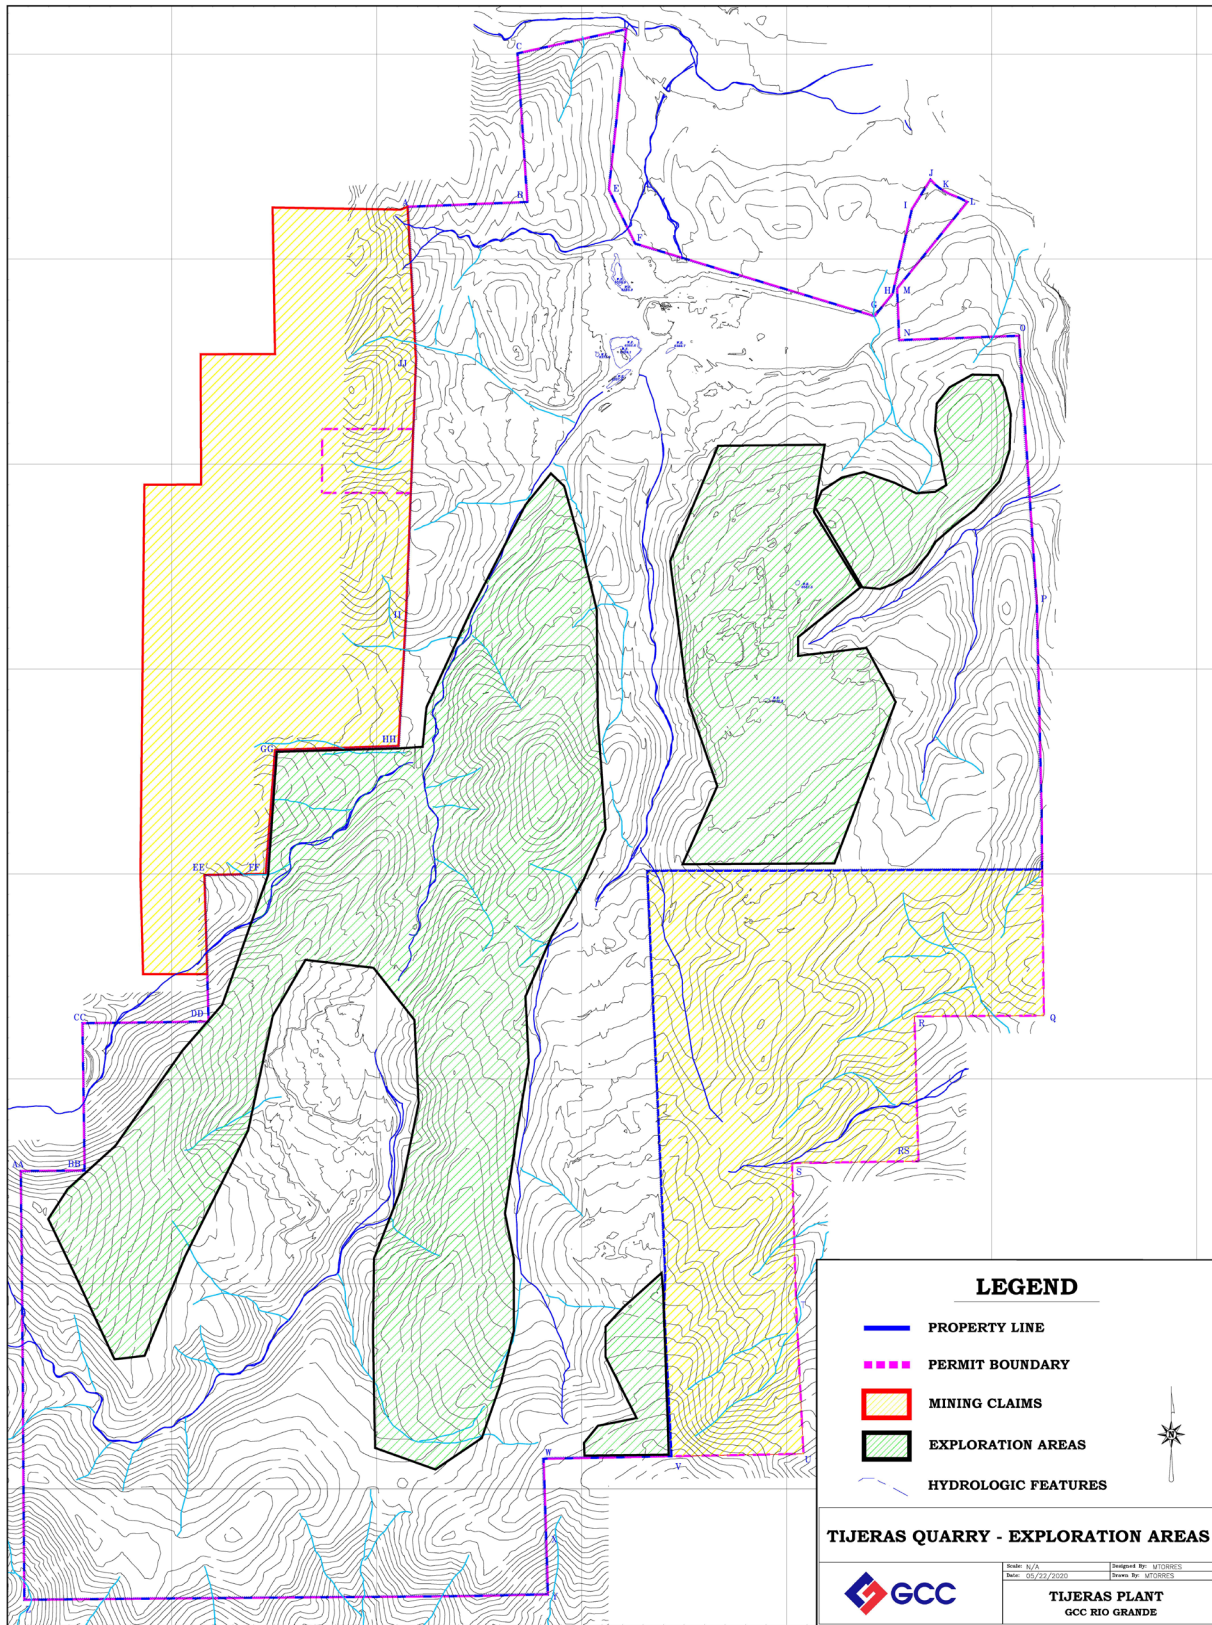 C
J
K
L
I
A
B
E
F
H
M
G
N
O
JJ
II
P
HH
GG
EE
FF
CC
DD
R
Q
AA
BB
RS
S
W
V
U
X
Y
Z
LEGEND
PROPERTY LINE
PERMIT BOUNDARY
MINING CLAIMS
EXPLORATION AREAS
HYDROLOGIC FEATURES
N
TIJERAS QUARRY - EXPLORATION AREAS
Scale: N/A
Designed By: MTORRES
Date: 05/22/2020
Drawn By: MTORRES
GCC
TIJERAS PLANT
GCC RIO GRANDE